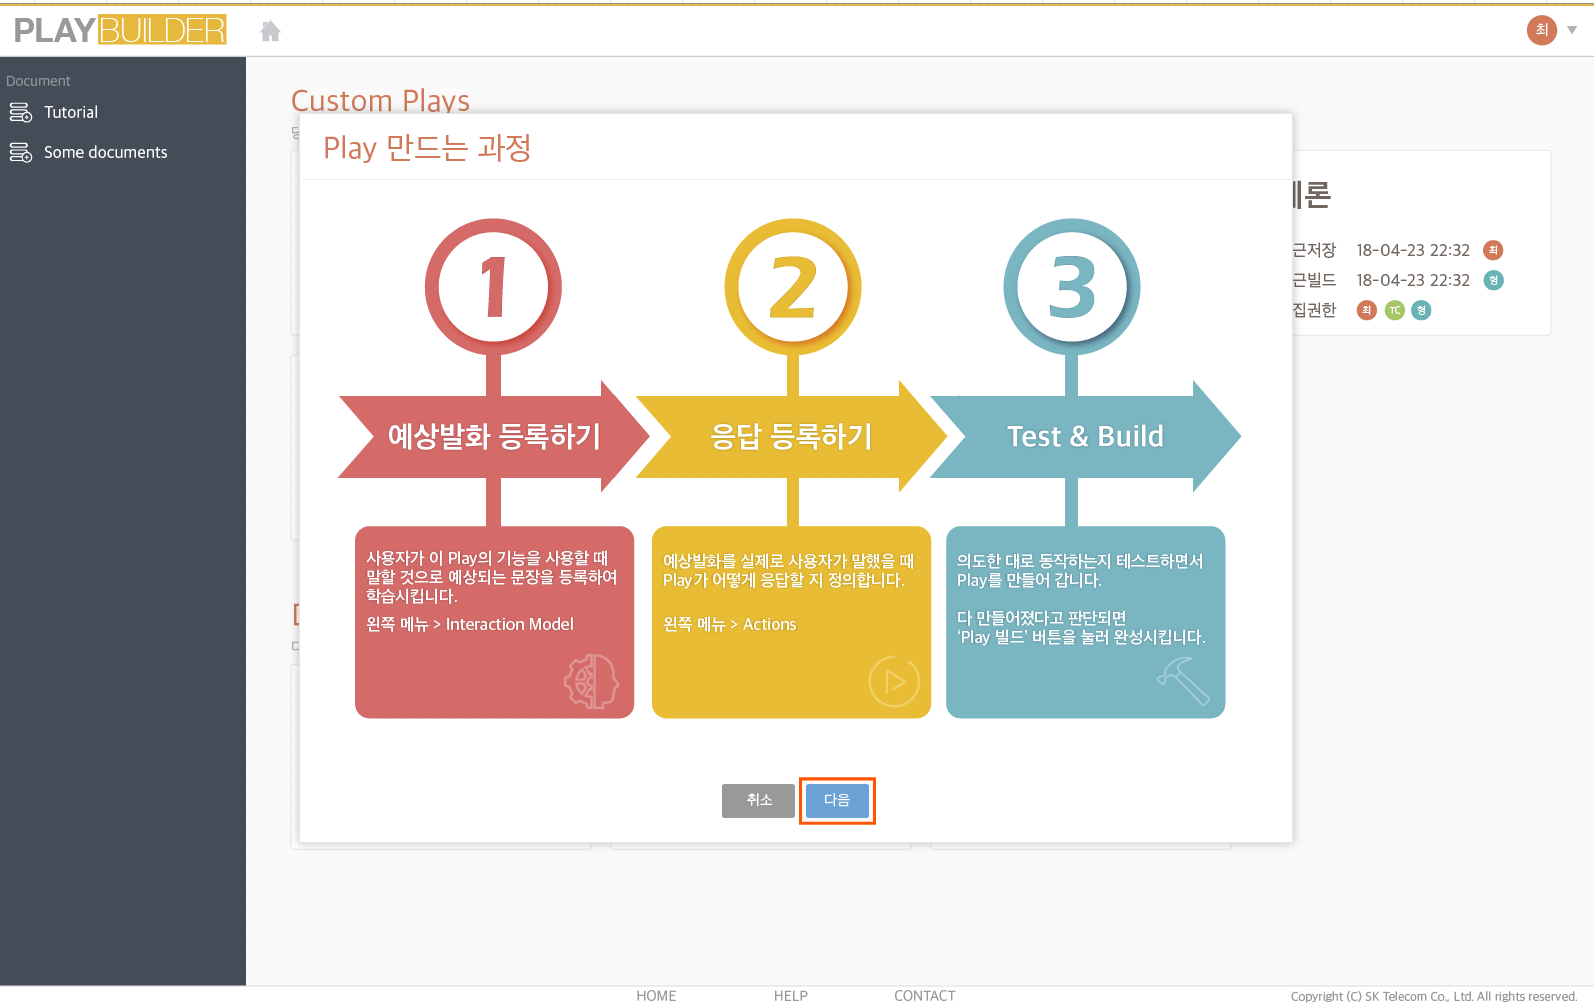 PLAYBUILDER
최
Document
Tutorial
Some documents
Custom Plays
Play 만드는 과정
1
2
3
예상발화 등록하기
응답 등록하기
Test & Build
사용자가 이 Play의 기능을 사용할 때
말할 것으로 예상되는 문장을 등록하여
학습시킵니다.
왼쪽 메뉴 > Interaction Model
예상발화를 실제로 사용자가 말했을 때
Play가 어떻게 응답할 지 정의합니다.
왼쪽 메뉴 > Actions
의도한 대로 동작하는지 테스트하면서
Play를 만들어 갑니다.
다 만들어졌다고 판단되면
‘Play 빌드’ 버튼을 눌러 완성시킵니다.
취소
다음
론
근저장 18-04-23 22:32 최
근빌드 18-04-23 22:32 형
집권한 최 TC 형
HOME
HELP
CONTACT
Copyright (C) SK Telecom Co., Ltd. All rights reserved.